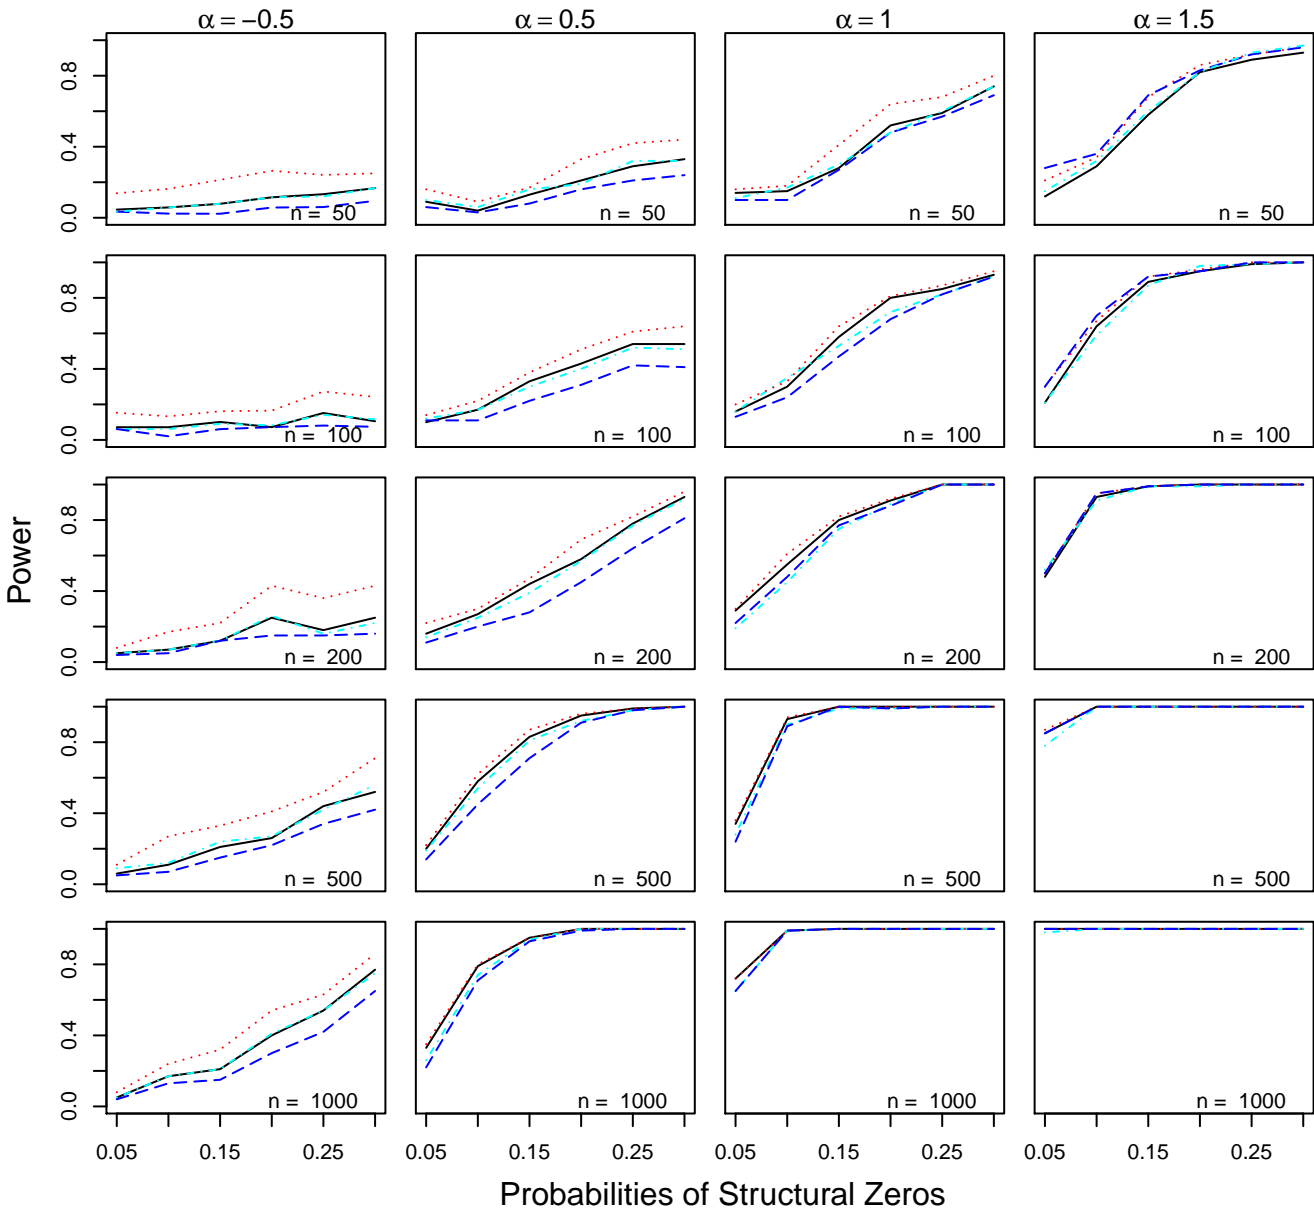 α = −0.5
α = 0.5
α = 1
α = 1.5
0.0 0.4 0.8
n = 50
n = 50
n = 50
n = 50
0.0 0.4 0.8
n = 100
n = 100
n = 100
n = 100
Power
0.0 0.4 0.8
n = 200
n = 200
n = 200
n = 200
0.0 0.4 0.8
n = 500
n = 500
n = 500
n = 500
0.0 0.4 0.8
n = 1000
n = 1000
n = 1000
n = 1000
0.05 0.15 0.25
0.05 0.15 0.25
0.05 0.15 0.25
0.05 0.15 0.25
Probabilities of Structural Zeros